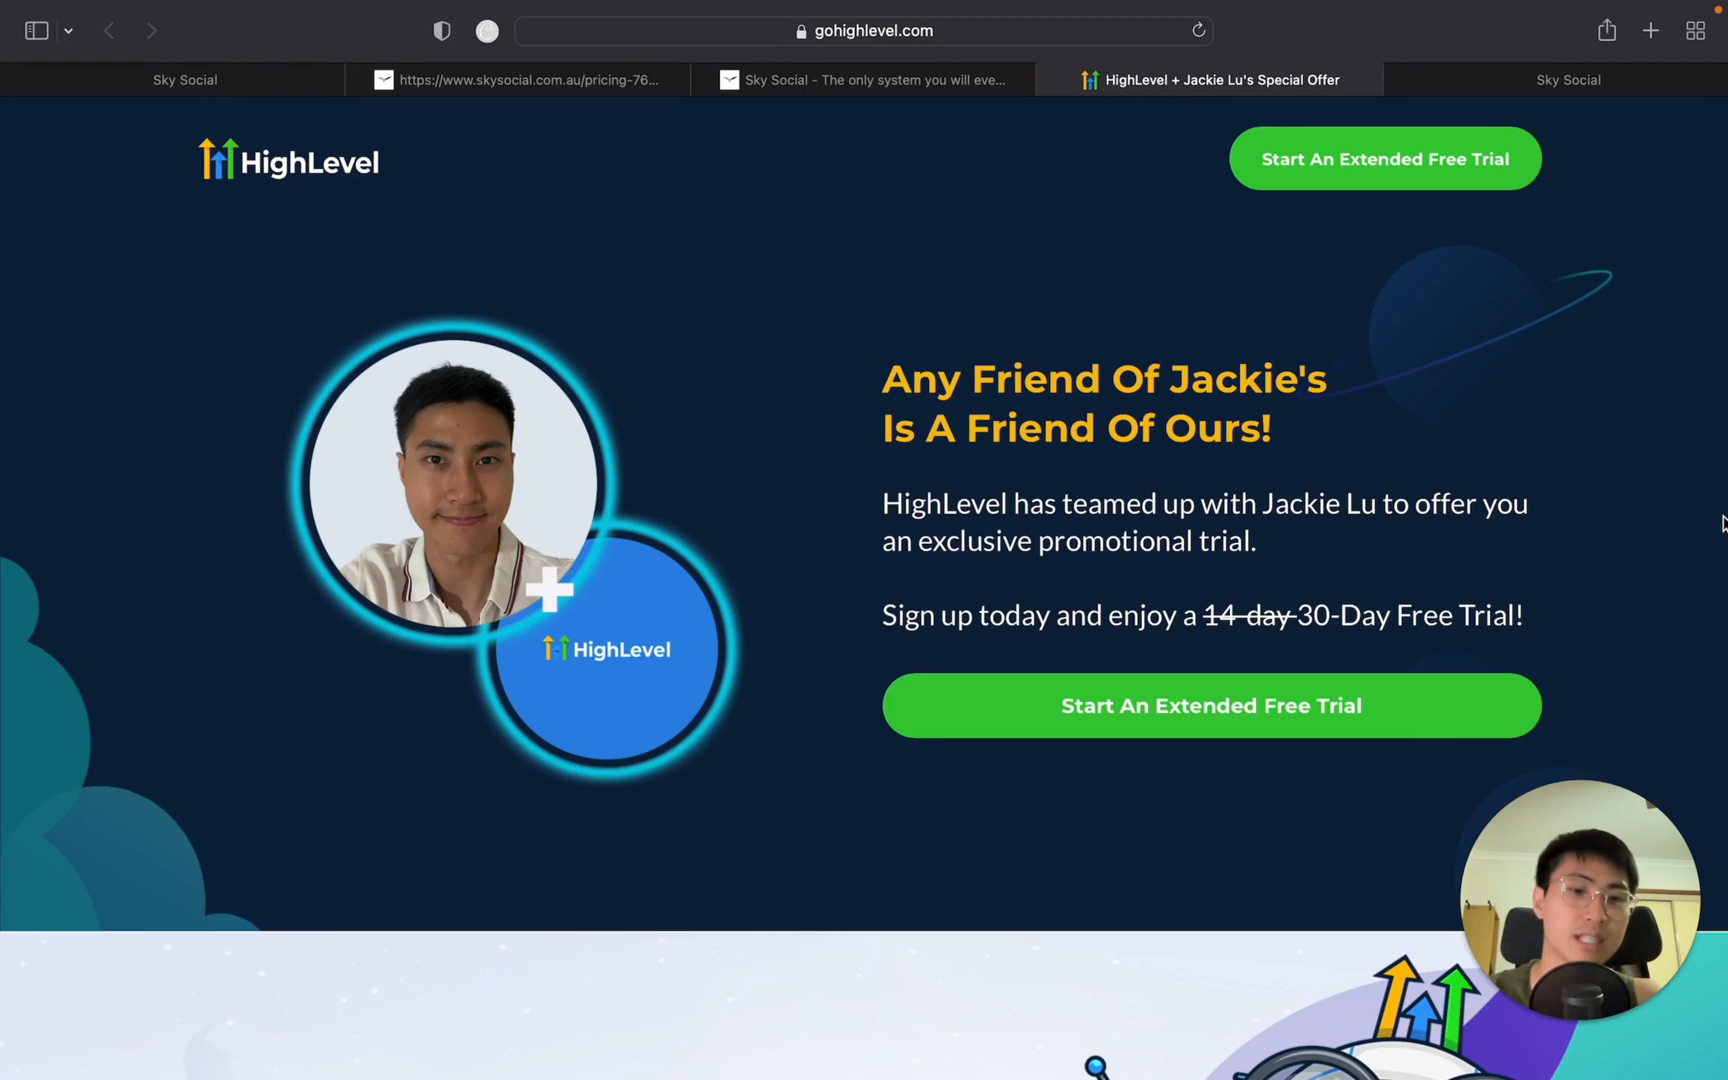 gohighlevel.com
Sky Social
https://www.skysocial.com.au/pricing-76...
Sky Social - The only system you will eve...
HighLevel + Jackie Lu's Special Offer
Sky Social
HighLevel
Start An Extended Free Trial
Any Friend Of Jackie's
Is A Friend Of Ours!
HighLevel has teamed up with Jackie Lu to offer you
an exclusive promotional trial.
Sign up today and enjoy a 14-day 30-Day Free Trial!
HighLevel
Start An Extended Free Trial